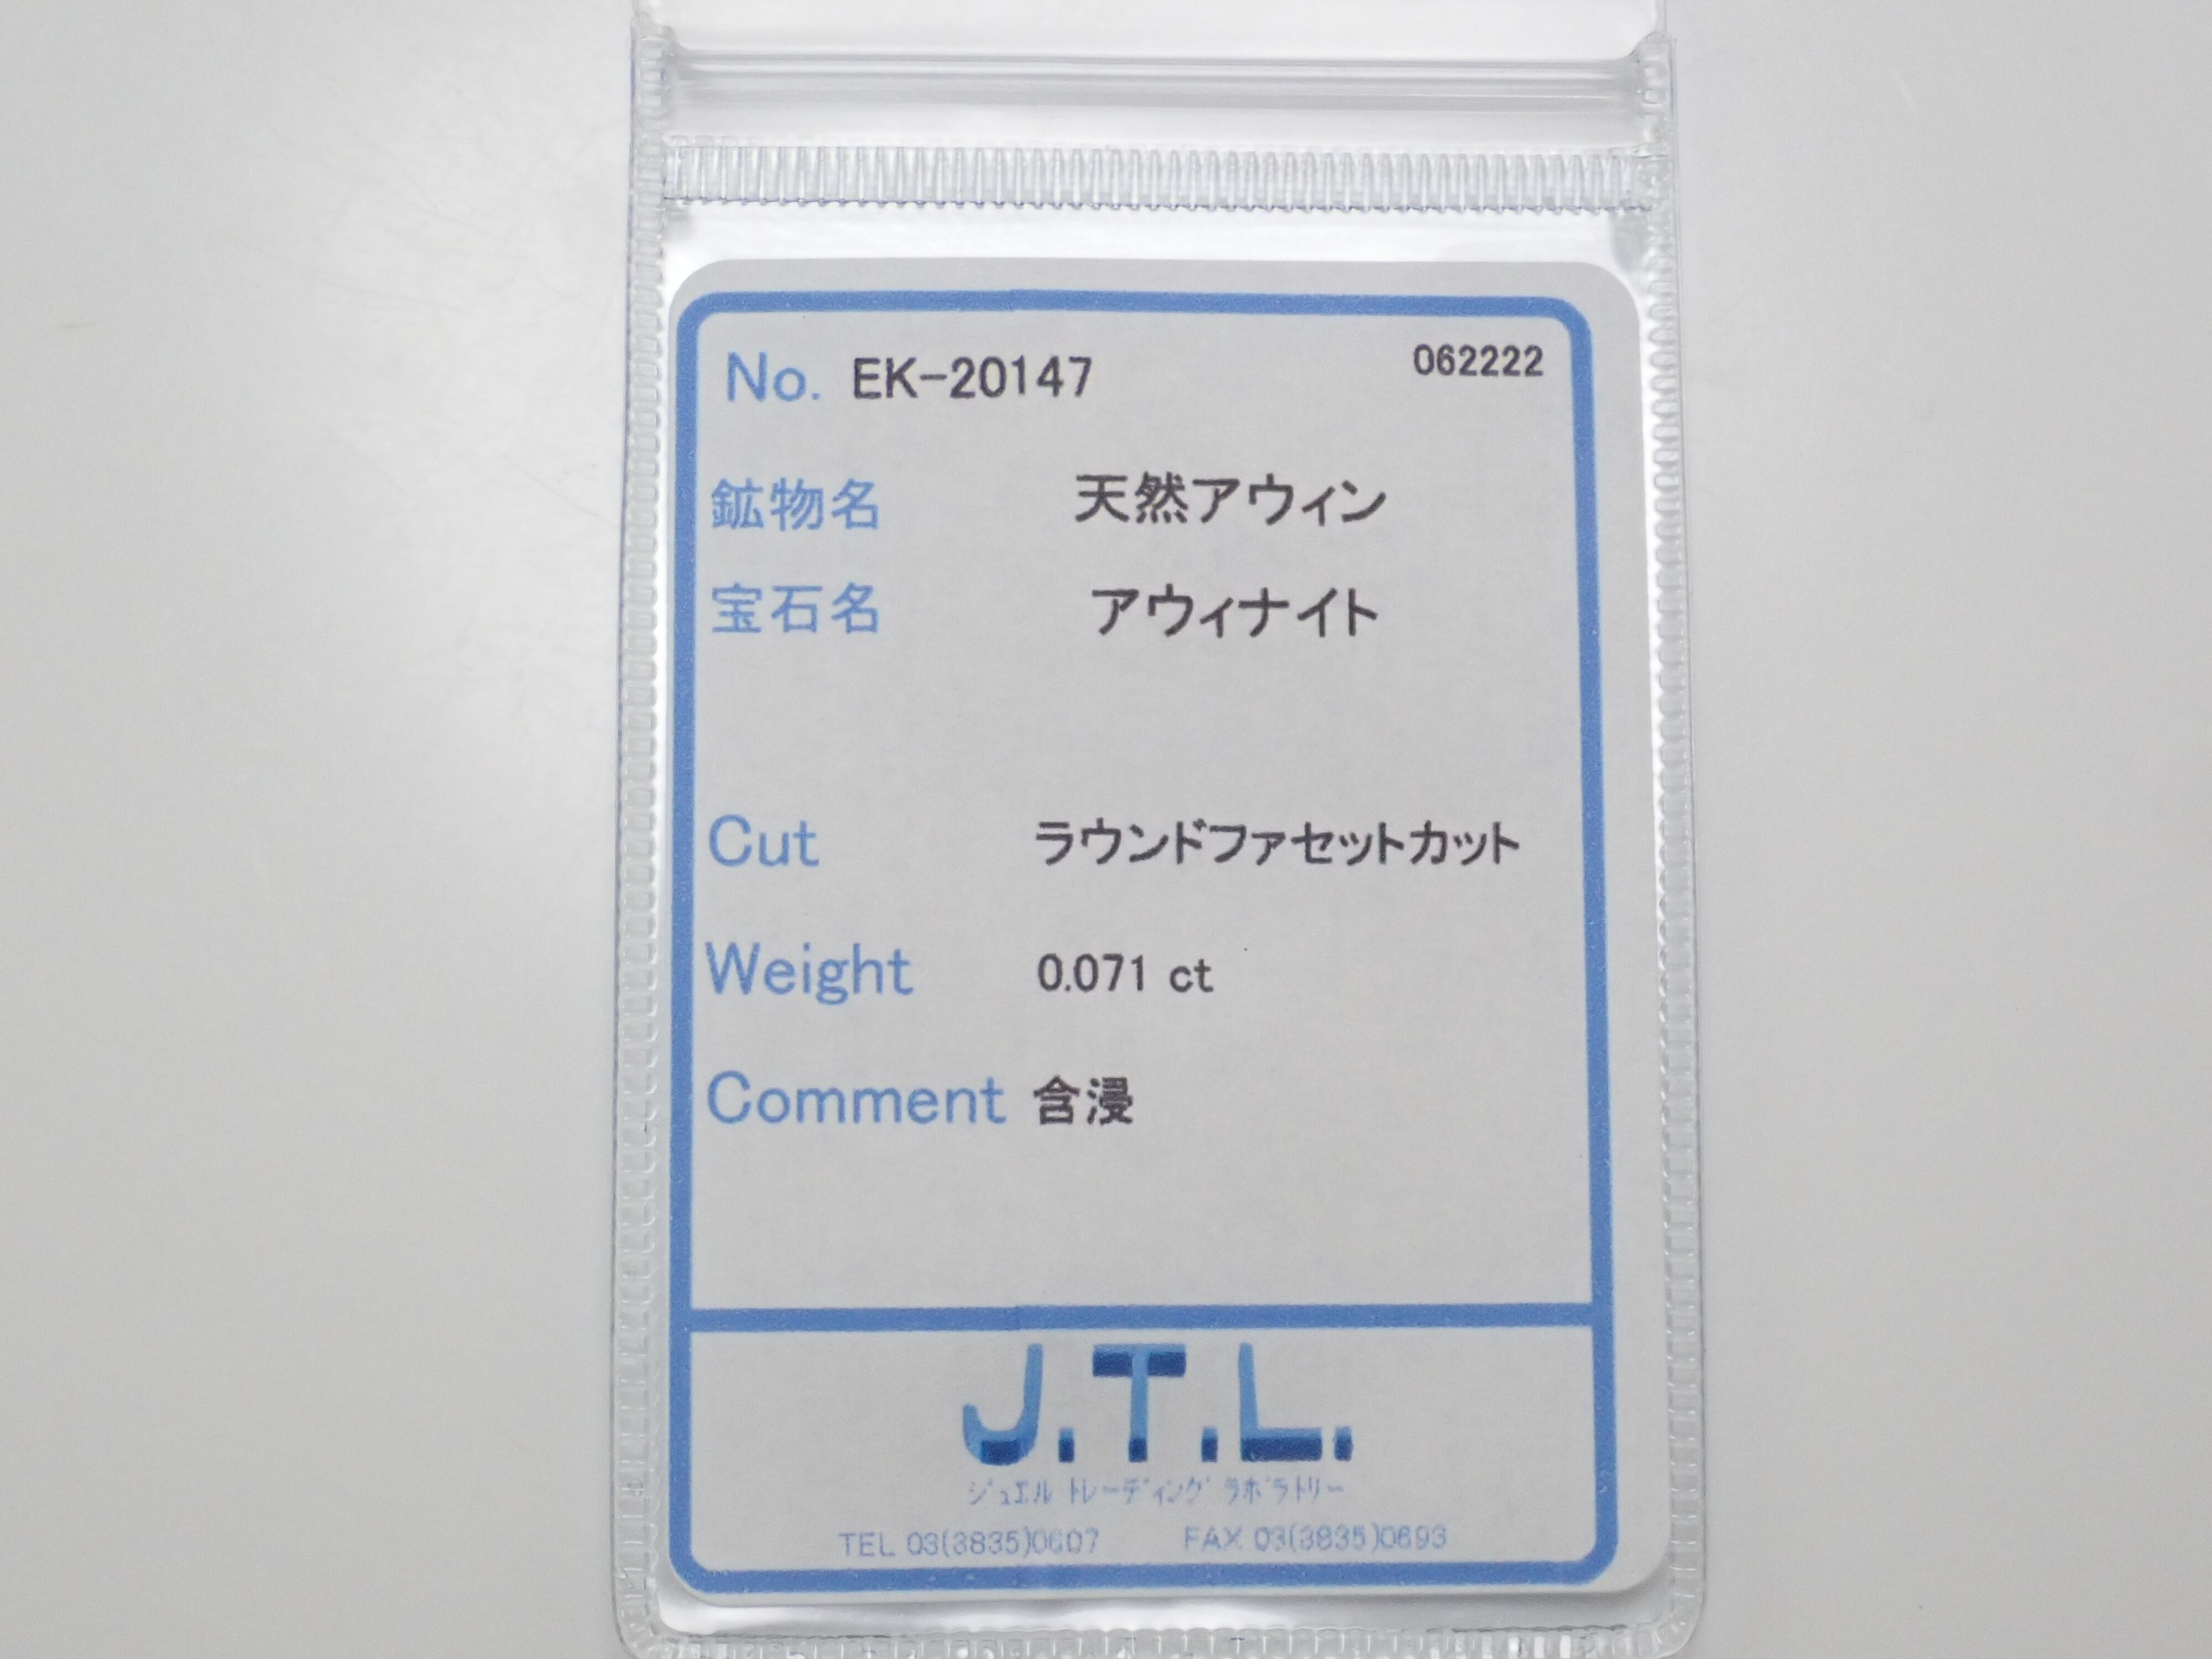 No. EK-20147 062222
鉱物名 天然アウィン
宝石名 アウィナイト
Cut ラウンドファセットカット
Weight 0.071 ct
Comment 含浸
J.T.L.
ジュエル トレーディング ラボラトリー
TEL 03(3835)0607 FAX 03(3835)0693